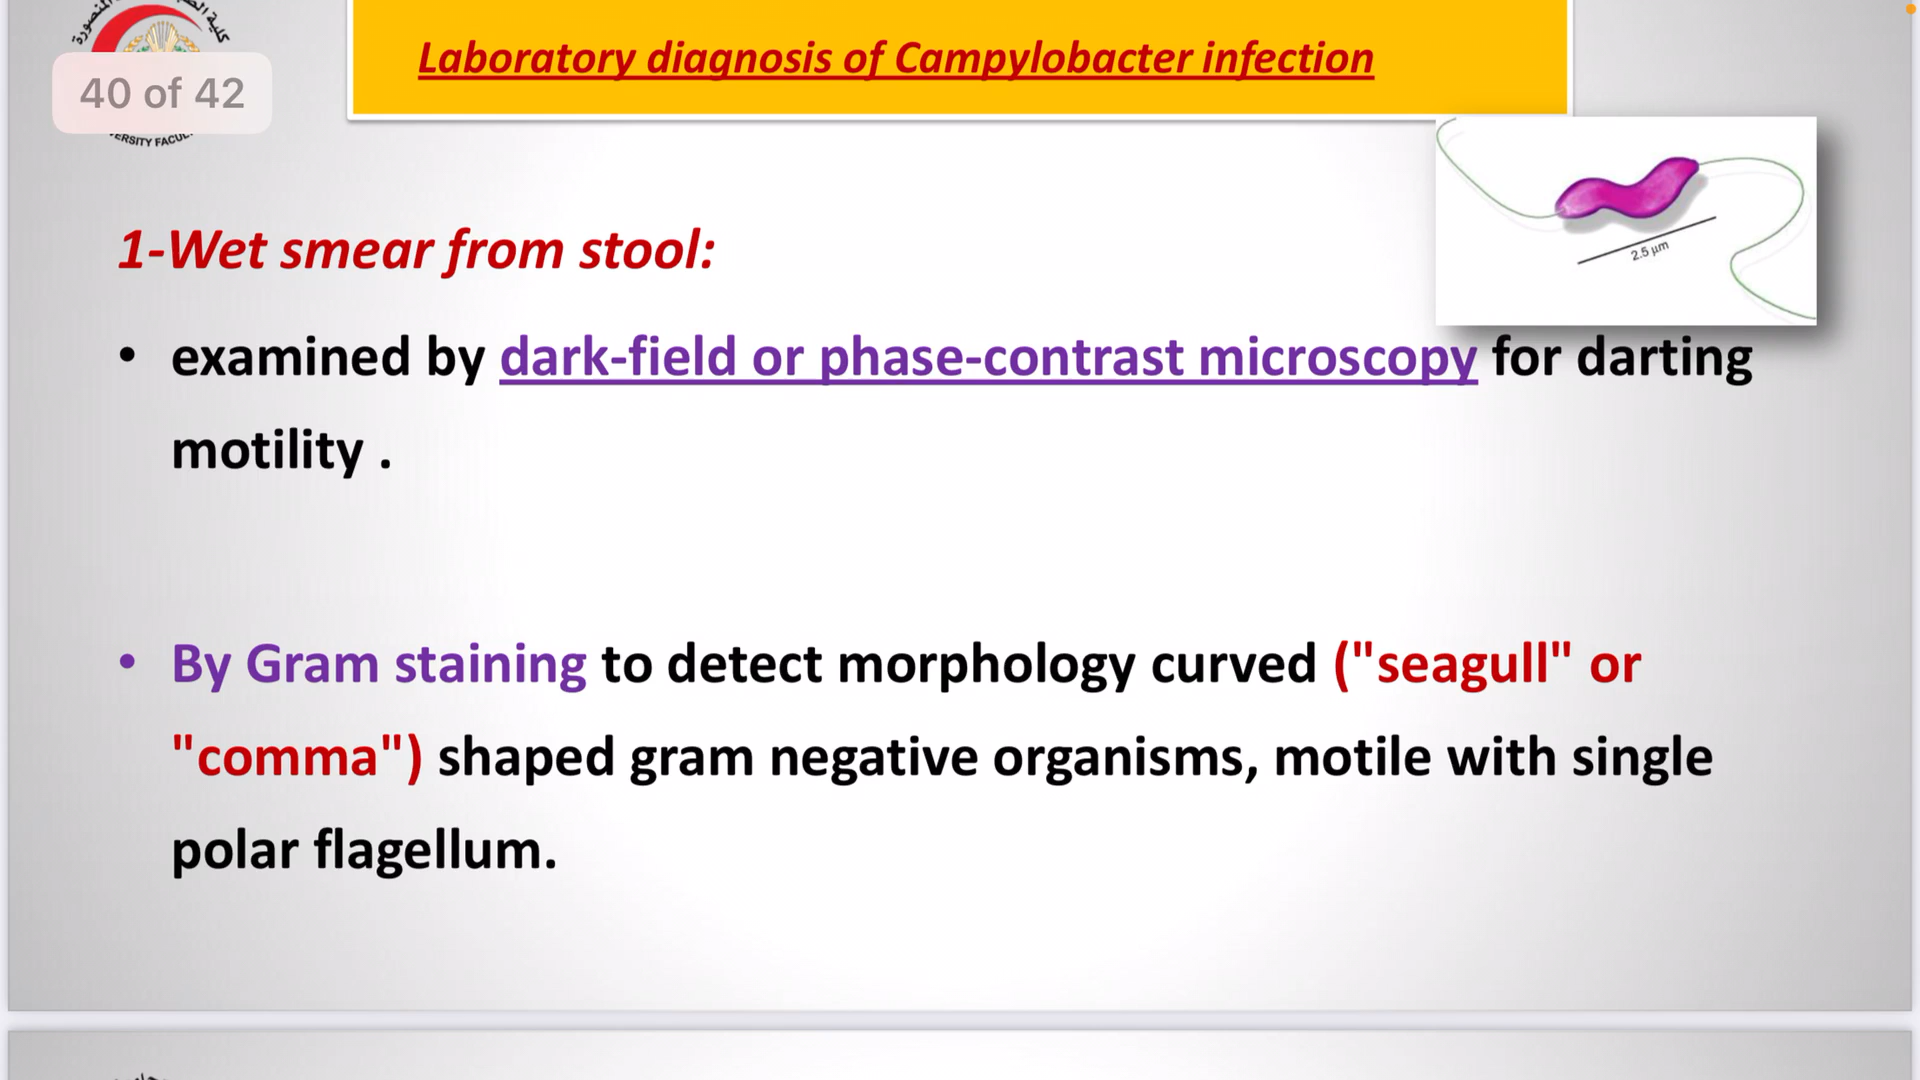 Laboratory diagnosis of Campylobacter infection
40 of 42
ERSITY FACUL
2.5 µm
1-Wet smear from stool:
• examined by dark-field or phase-contrast microscopy for darting
motility .
• By Gram staining to detect morphology curved ("seagull" or
"comma") shaped gram negative organisms, motile with single
polar flagellum.